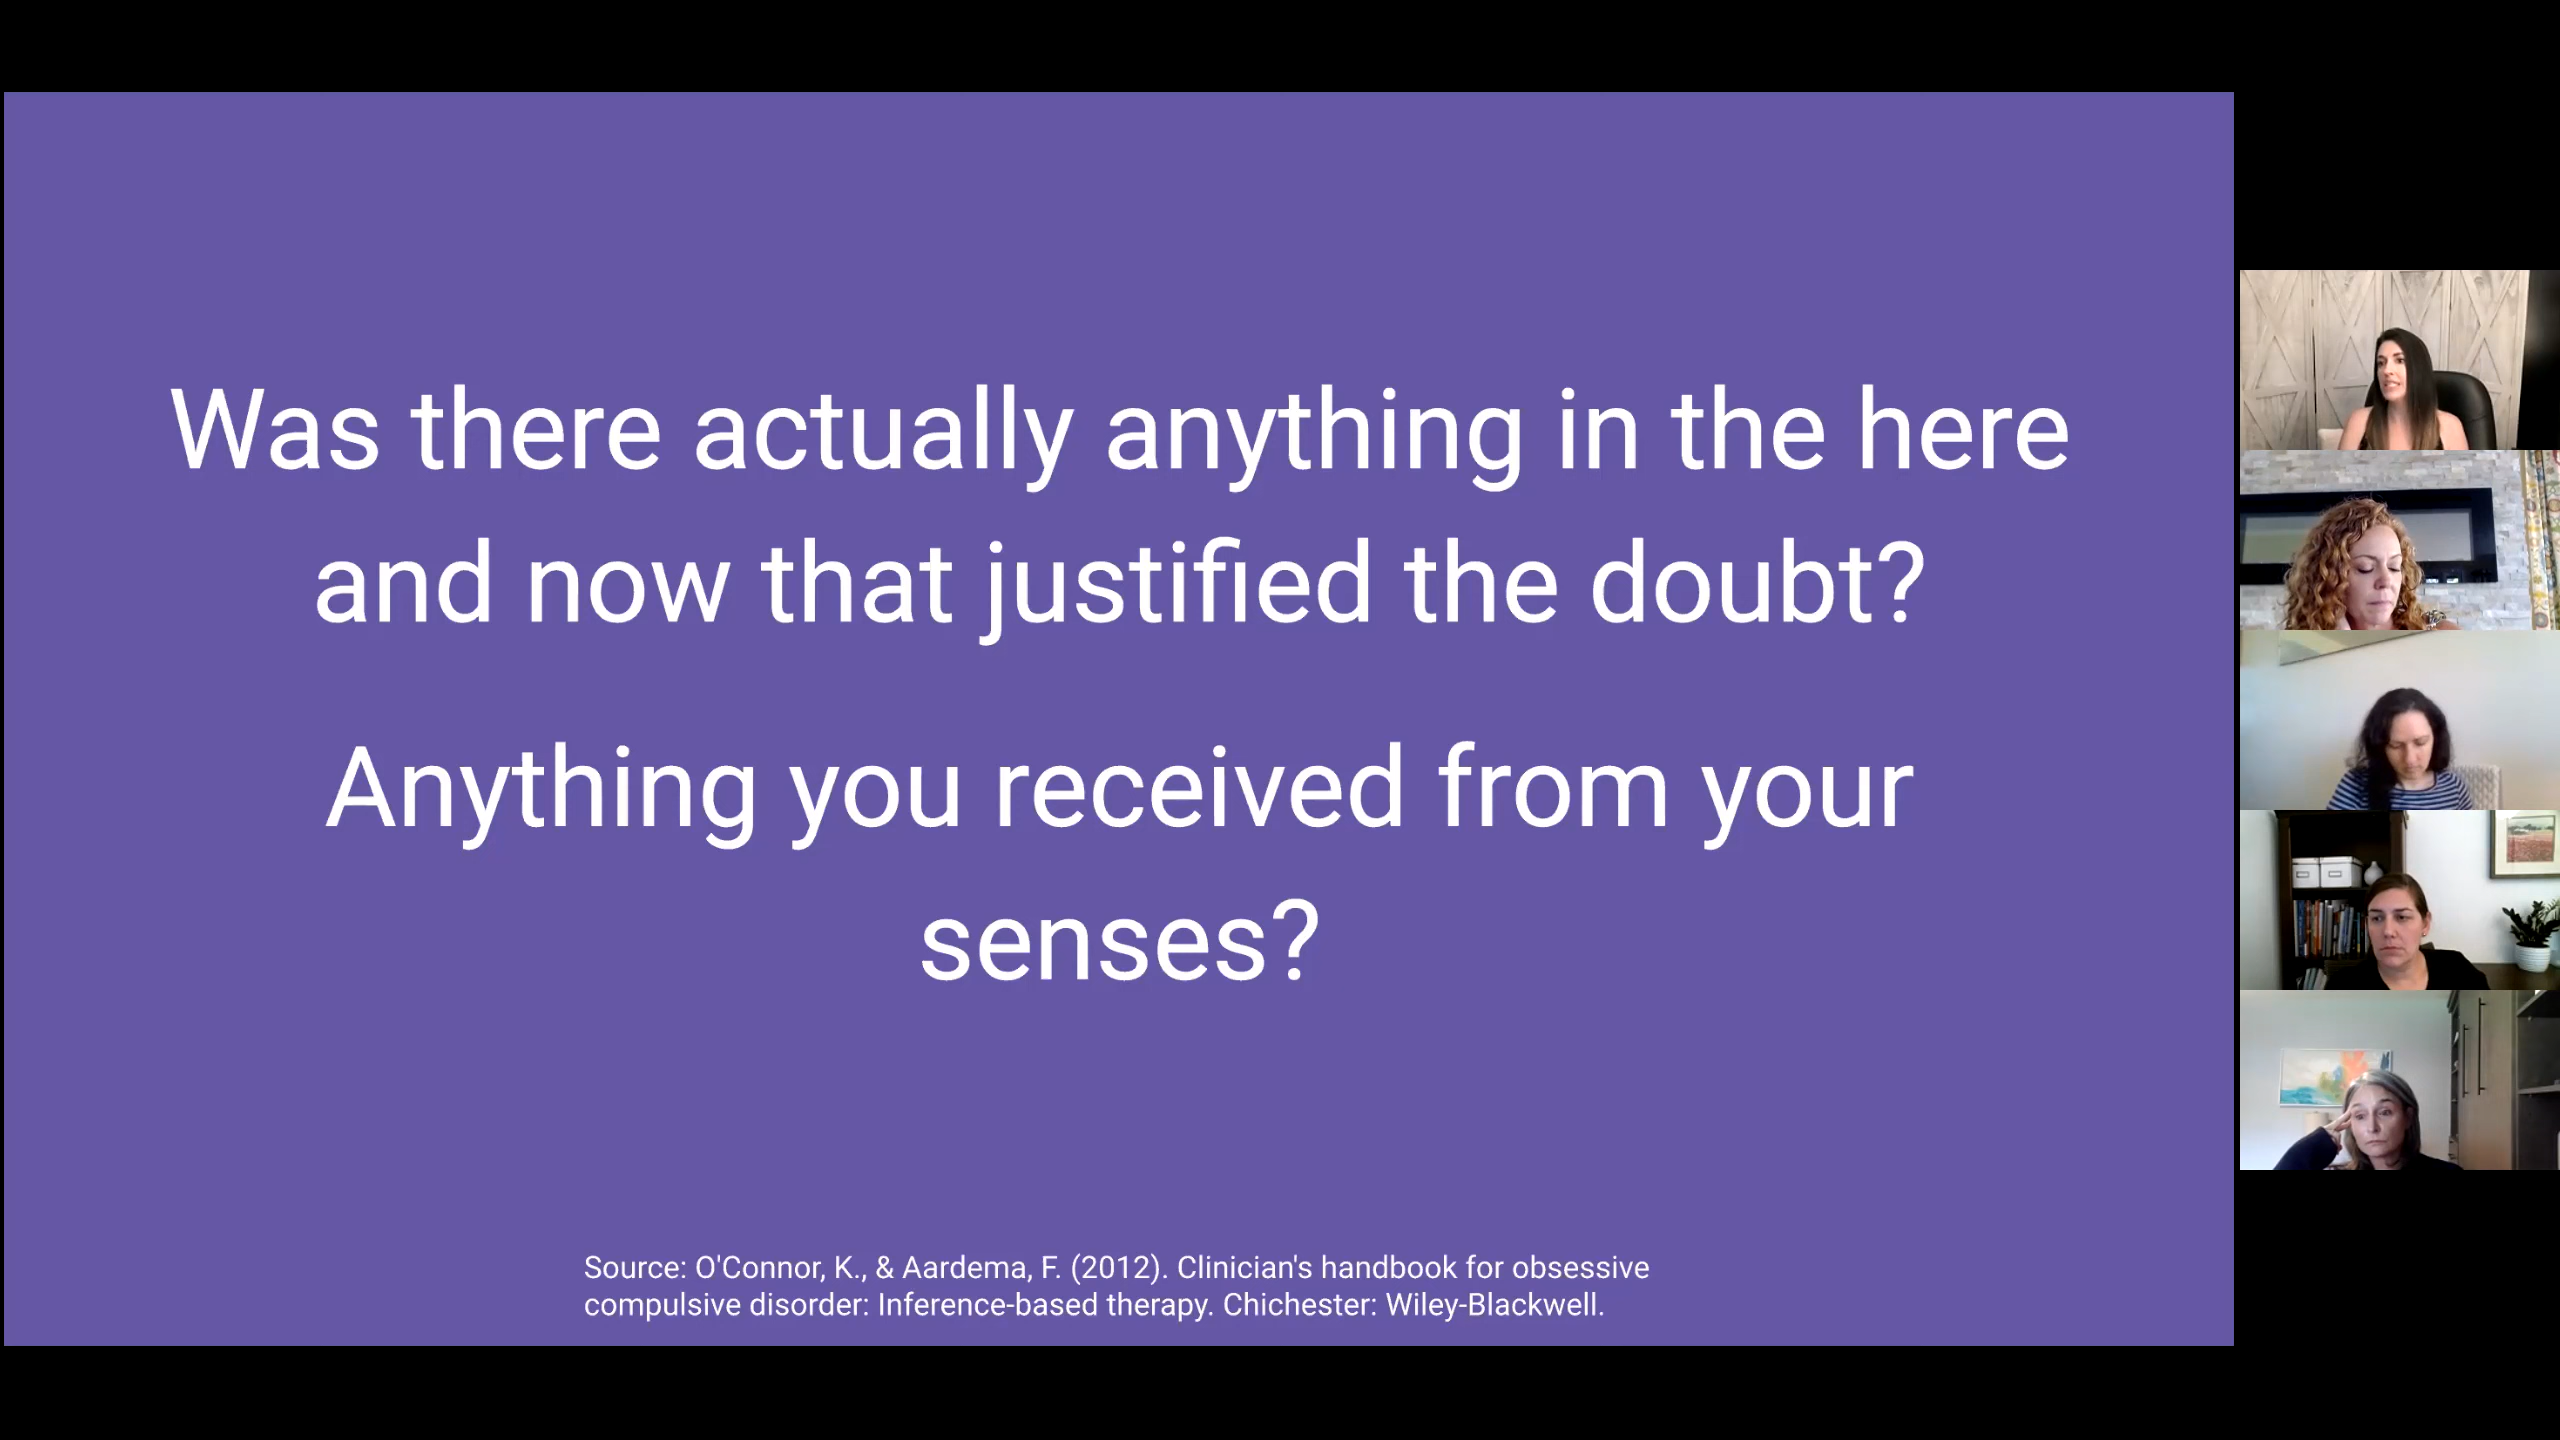 Was there actually anything in the here
and now that justified the doubt?
Anything you received from your
senses?
Source: O'Connor, K., & Aardema, F. (2012). Clinician's handbook for obsessive
compulsive disorder: Inference-based therapy. Chichester: Wiley-Blackwell.